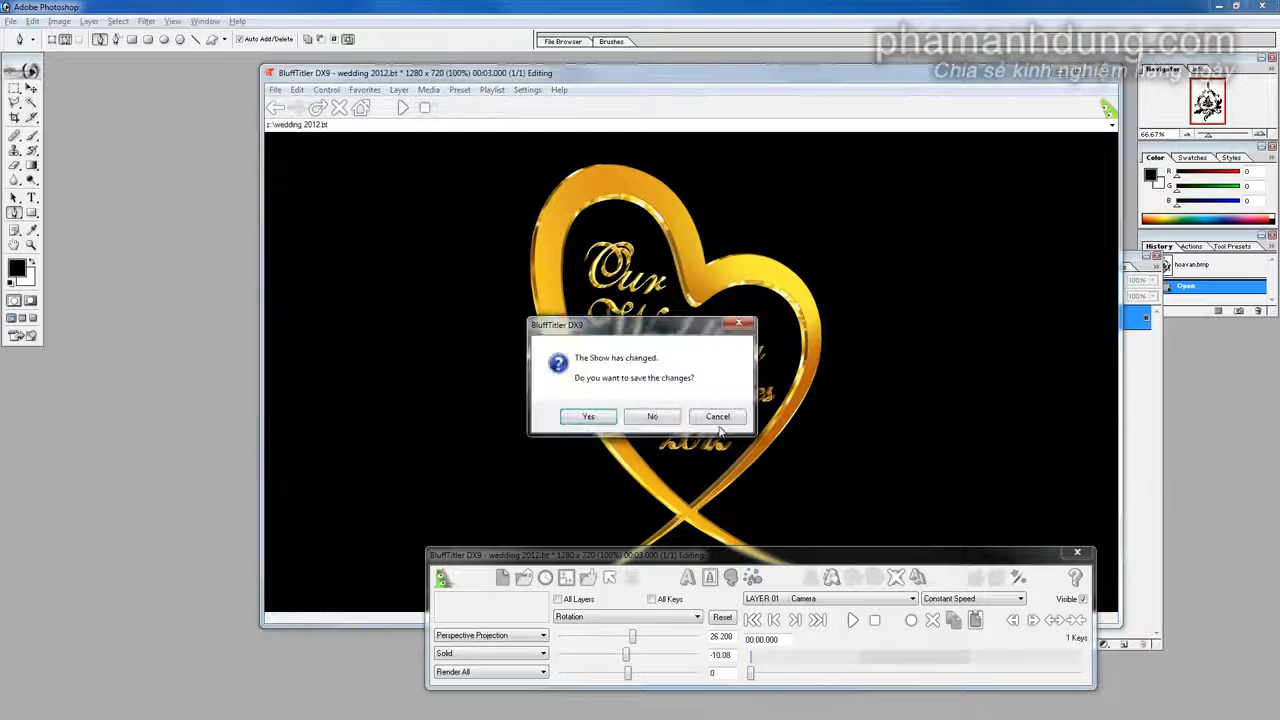 Adobe Photoshop
File Edit Image Layer Select Filter View Window Help
Auto Add/Delete
File Browser Brushes
phamanhdung.com
Chia sẻ kinh nghiệm hàng ngày
BluffTitler DX9 - wedding 2012.bt * 1280 x 720 (100%) 00:03.000 (1/1) Editing
File Edit Control Favorites Layer Media Preset Playlist Settings Help
z:\wedding 2012.bt
Navigator
66.67%
Color Swatches Styles
R 0
G 0
B 0
History Actions Tool Presets
hoavan.bmp
Open
100%
100%
Our
2012
BluffTitler DX9
The Show has changed.
Do you want to save the changes?
Yes No Cancel
BluffTitler DX9 - wedding 2012.bt * 1280 x 720 (100%) 00:03.000 (1/1) Editing
All Layers All Keys LAYER 01 : Camera Constant Speed Visible
Rotation Reset
Perspective Projection 26.208 00:00.000 1 Keys
Solid -10.08
Render All 0